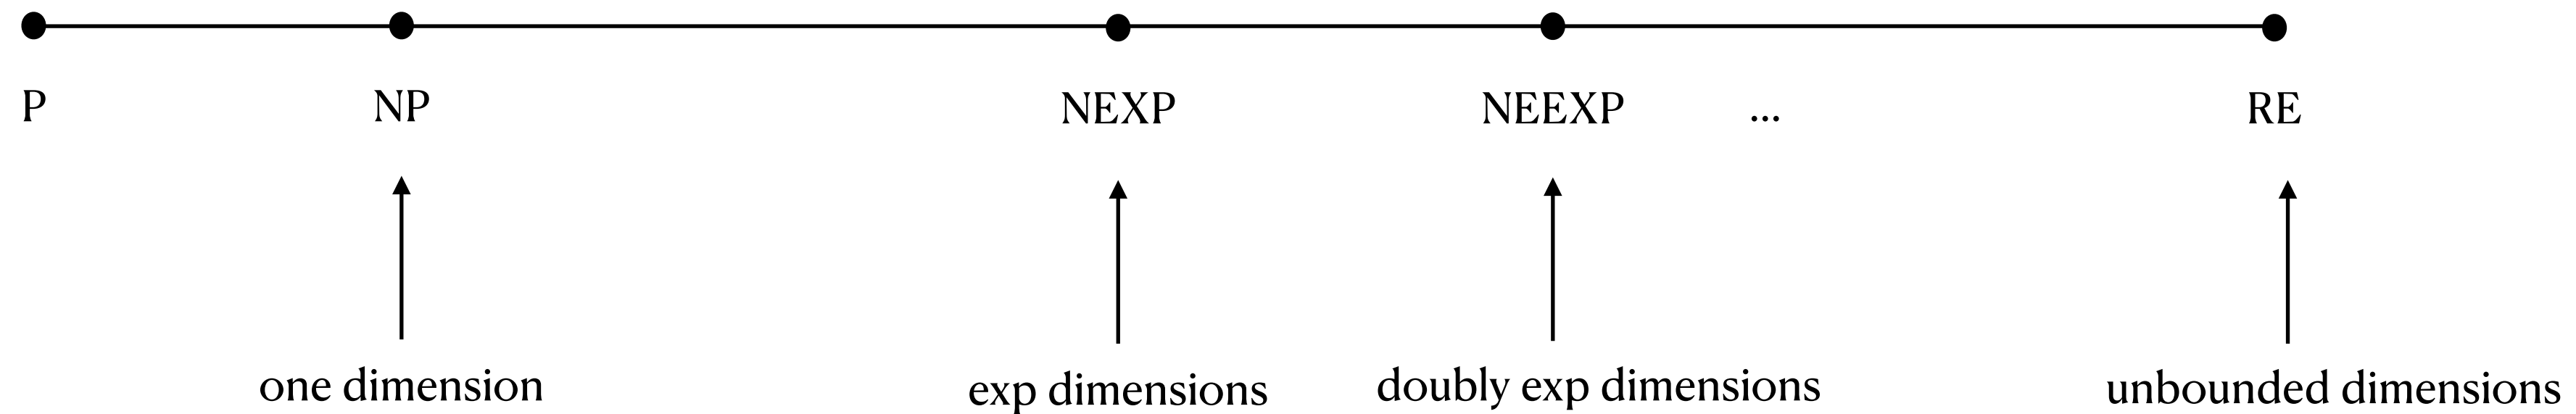 P NP NEXP NEEXP ... RE
one dimension exp dimensions doubly exp dimensions unbounded dimensions